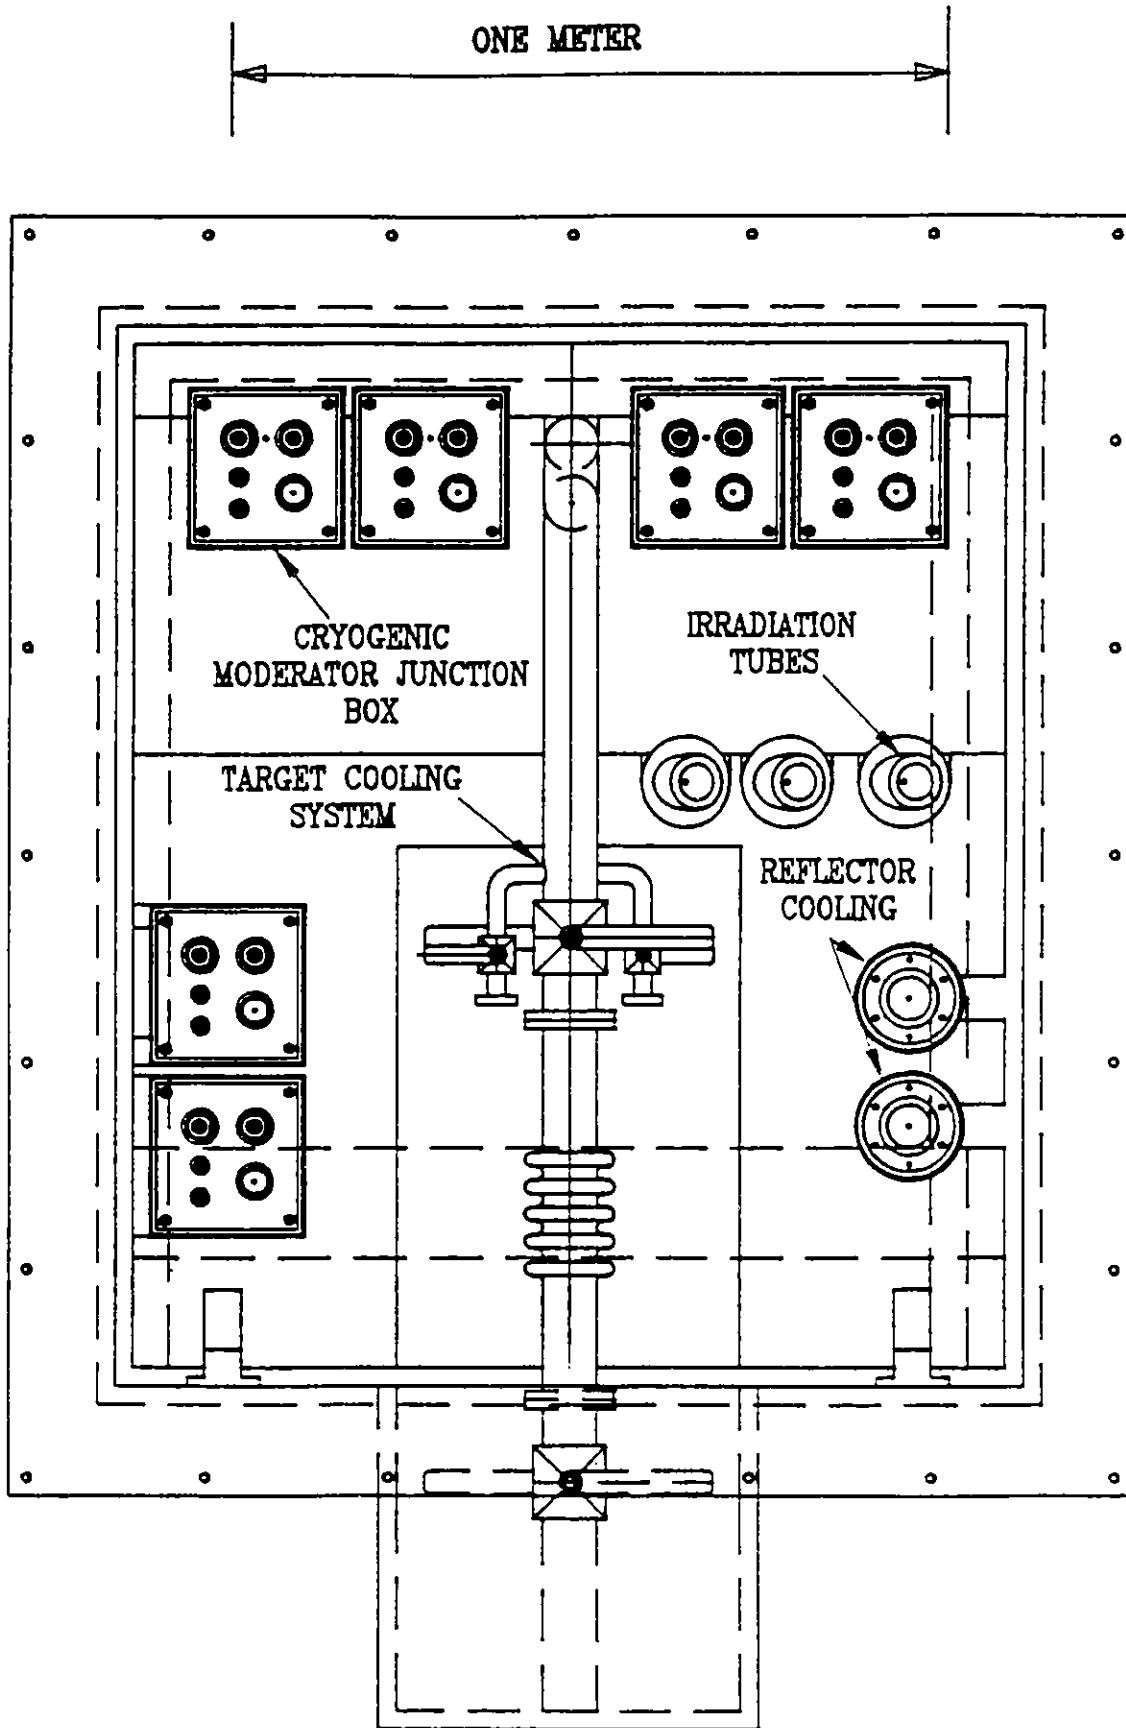 ONE METER
CRYOGENIC
MODERATOR JUNCTION
BOX
IRRADIATION
TUBES
TARGET COOLING
SYSTEM
REFLECTOR
COOLING